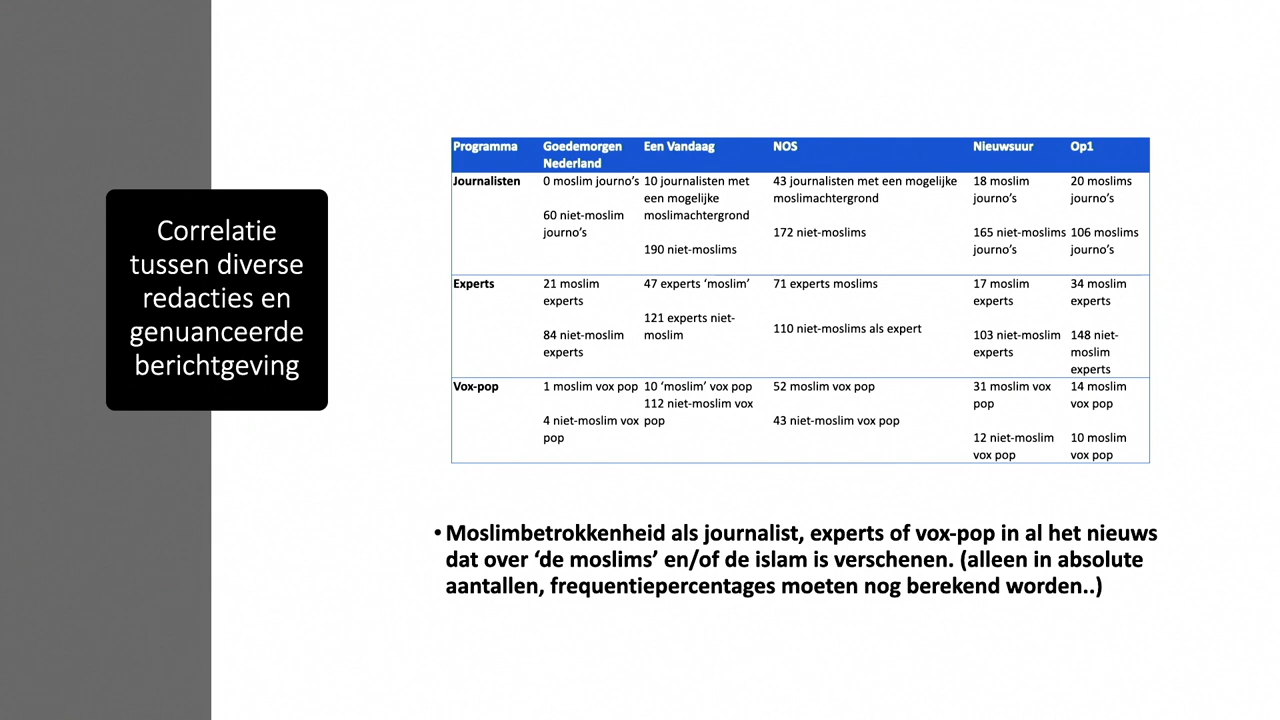 Correlatie
tussen diverse
redacties en
genuanceerde
berichtgeving
Programma Goedemorgen Nederland Een Vandaag NOS Nieuwsuur Op1
Journalisten
0 moslim journo's
60 niet-moslim
journo's
10 journalisten met
een mogelijke
moslimachtergrond
190 niet-moslims
43 journalisten met een mogelijke
moslimachtergrond
172 niet-moslims
18 moslim
journo's
165 niet-moslims
journo's
20 moslims
journo's
106 moslims
journo's
Experts
21 moslim
experts
84 niet-moslim
experts
47 experts 'moslim'
121 experts niet-
moslim
71 experts moslims
110 niet-moslims als expert
17 moslim
experts
103 niet-moslim
experts
34 moslim
experts
148 niet-
moslim
experts
Vox-pop
1 moslim vox pop
4 niet-moslim vox
pop
10 'moslim' vox pop
112 niet-moslim vox
pop
52 moslim vox pop
43 niet-moslim vox pop
31 moslim vox
pop
12 niet-moslim
vox pop
14 moslim
vox pop
10 moslim
vox pop
• Moslimbetrokkenheid als journalist, experts of vox-pop in al het nieuws
dat over 'de moslims' en/of de islam is verschenen. (alleen in absolute
aantallen, frequentiepercentages moeten nog berekend worden..)